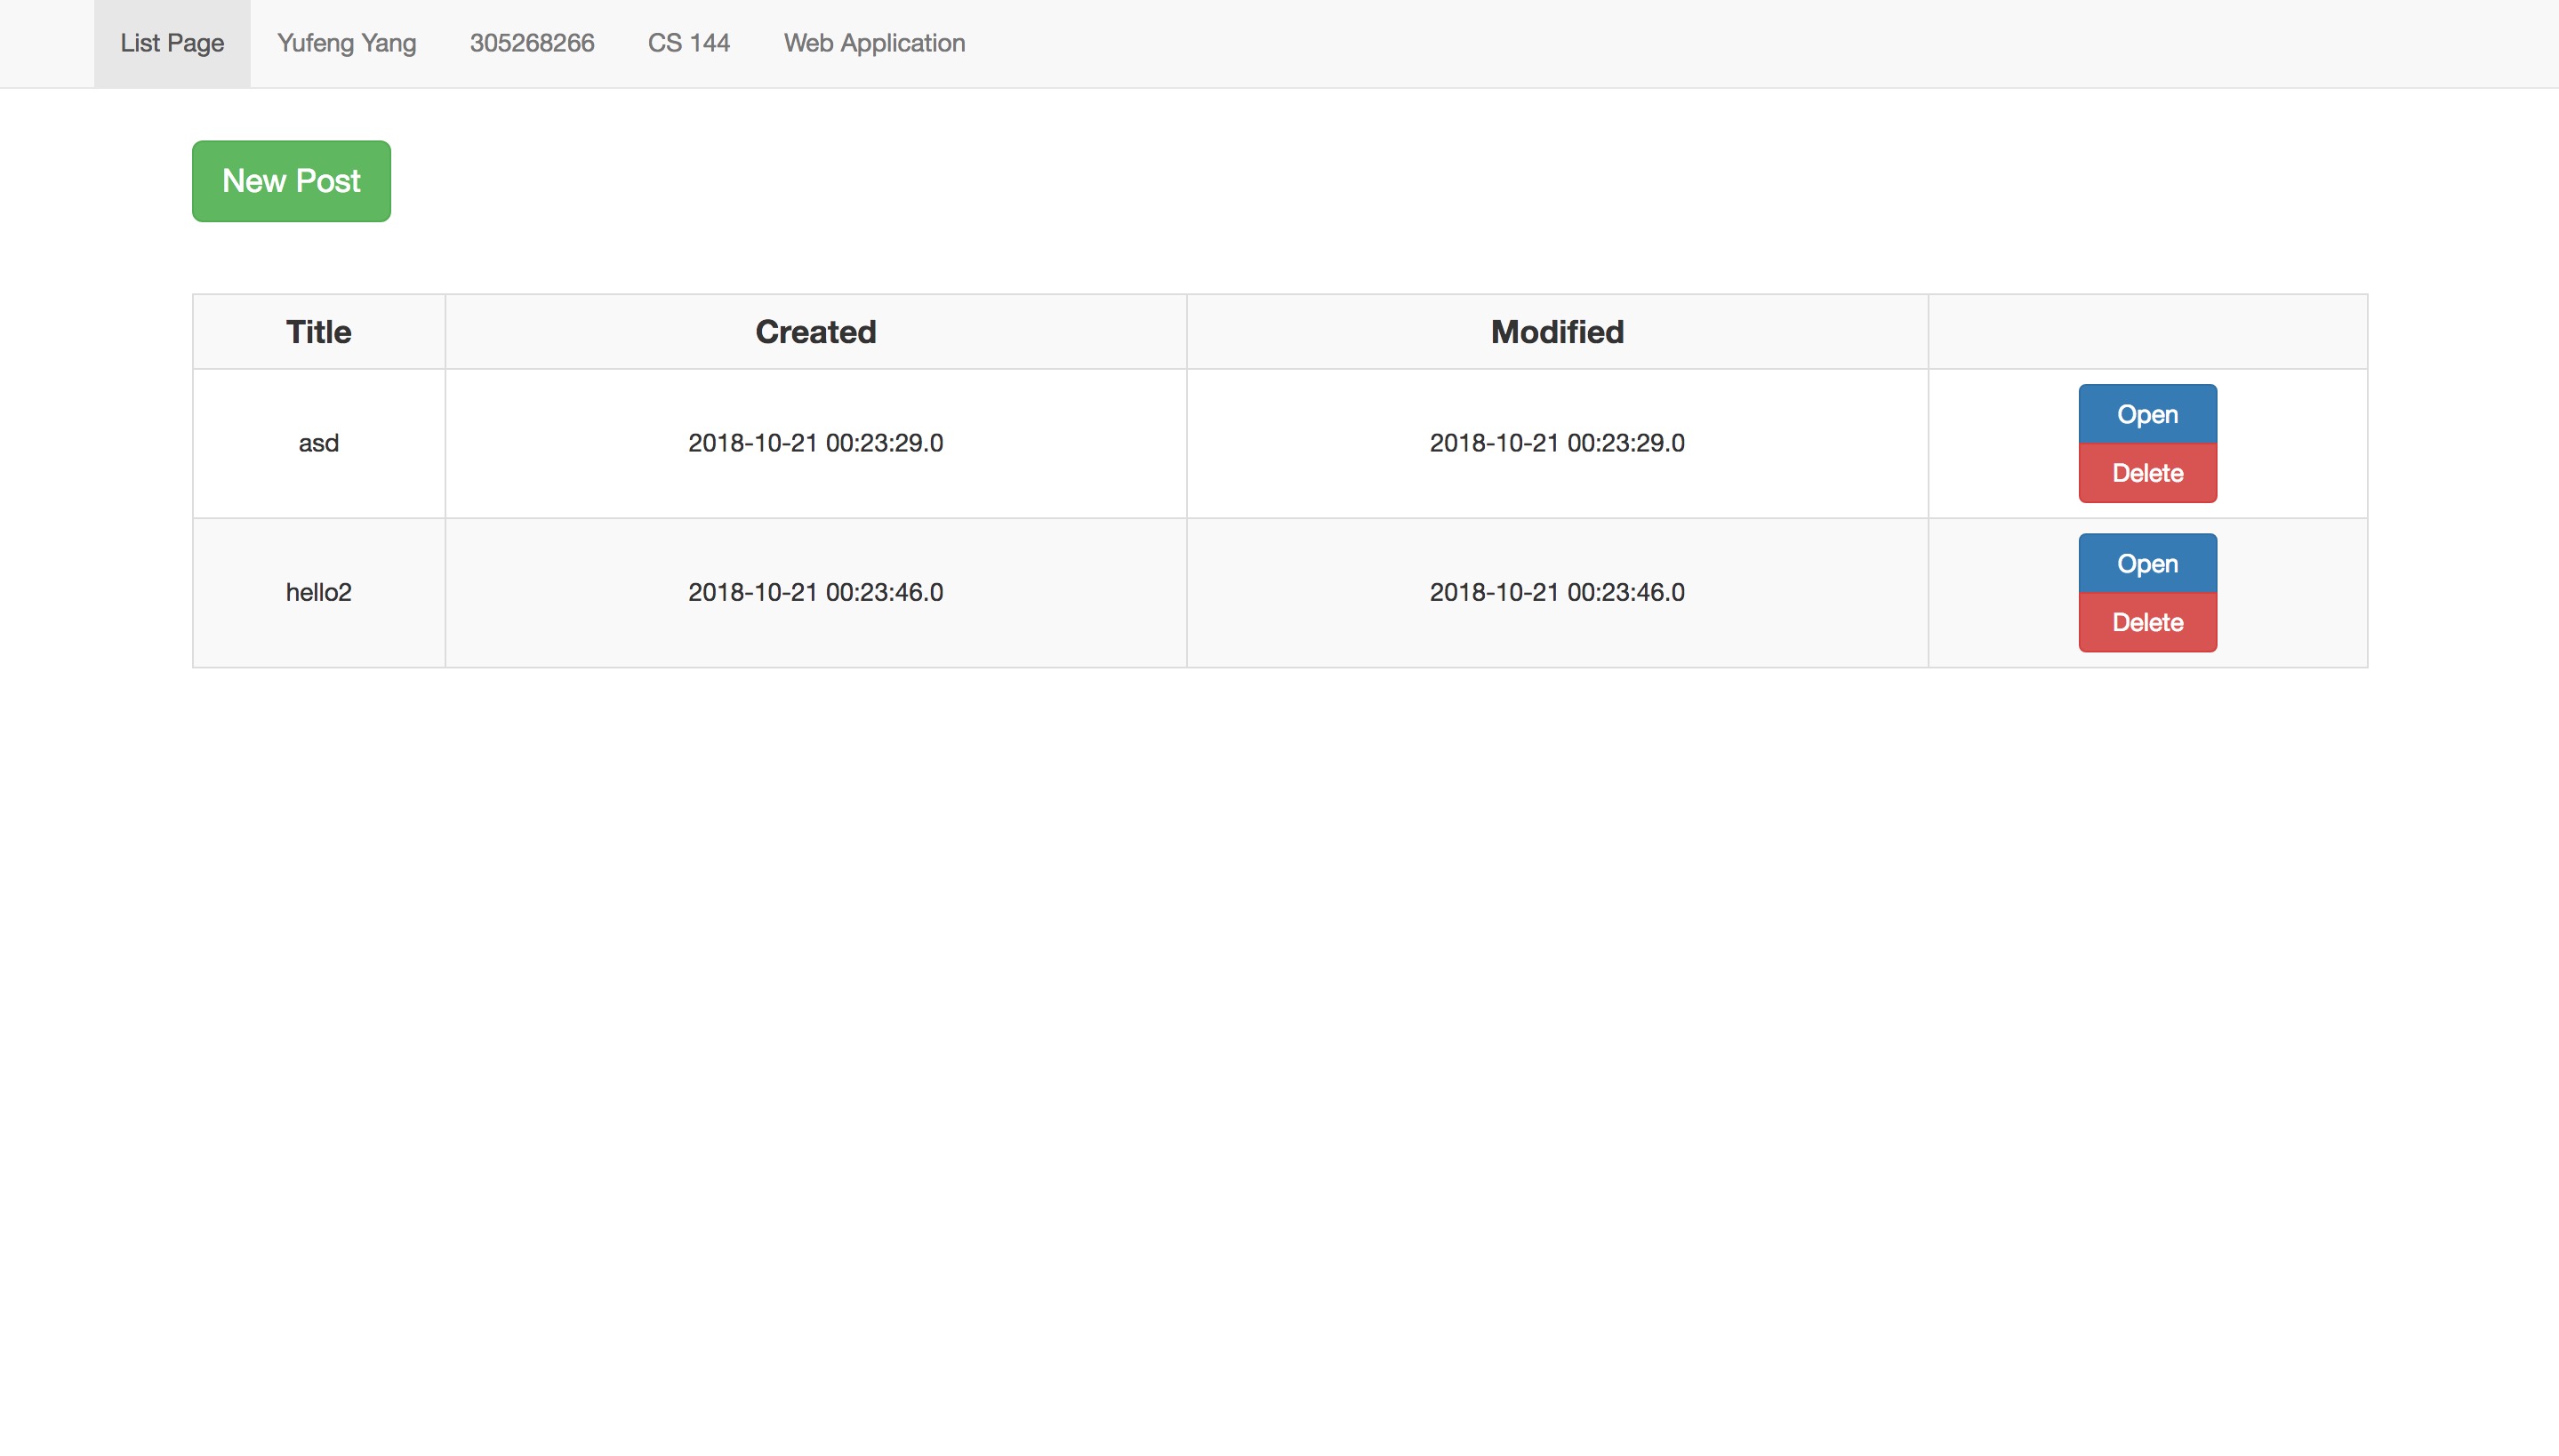 List Page Yufeng Yang 305268266 CS 144 Web Application
New Post
Title Created Modified
asd 2018-10-21 00:23:29.0 2018-10-21 00:23:29.0 Open
Delete
hello2 2018-10-21 00:23:46.0 2018-10-21 00:23:46.0 Open
Delete